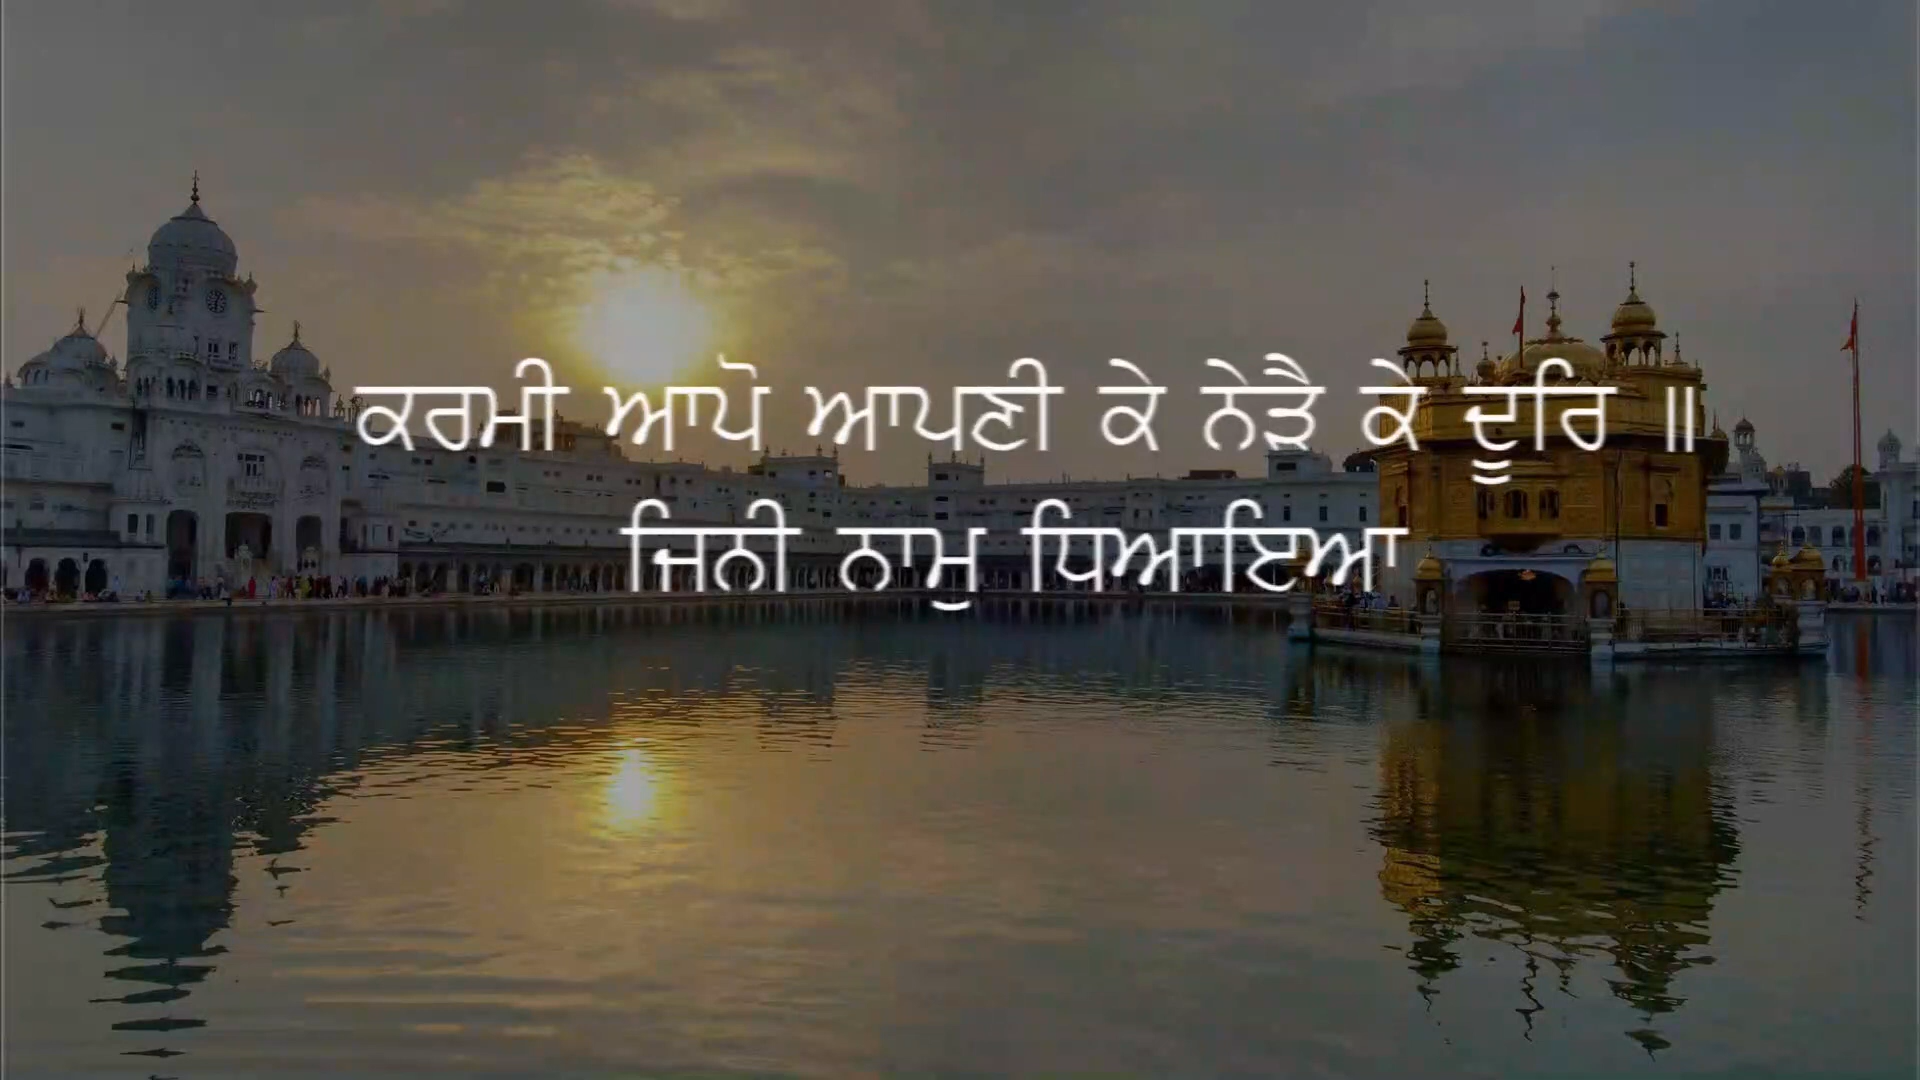 ਕਰਮੀ ਆਪੋ ਆਪਣੀ ਕੇ ਨੇੜੈ ਕੇ ਦੂਰਿ ॥
ਜਿਨੀ ਨਾਮੁ ਧਿਆਇਆ